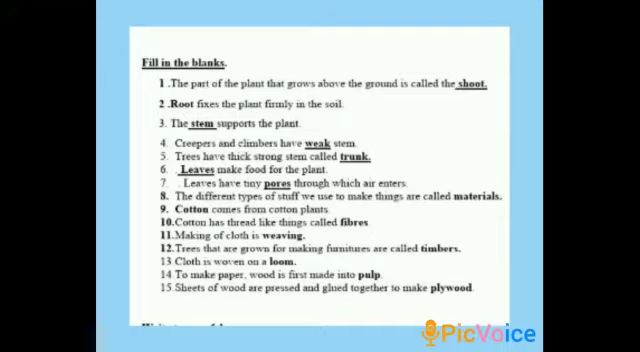 Fill in the blanks.
1 .The part of the plant that grows above the ground is called the shoot.
2 .Root fixes the plant firmly in the soil.
3. The stem supports the plant.
4. Creepers and climbers have weak stem.
5. Trees have thick strong stem called trunk.
6. .Leaves make food for the plant.
7. .Leaves have tiny pores through which air enters.
8. The different types of stuff we use to make things are called materials.
9. Cotton comes from cotton plants.
10.Cotton has thread like things called fibres
11.Making of cloth is weaving.
12.Trees that are grown for making furnitures are called timbers.
13 Cloth is woven on a loom.
14 To make paper, wood is first made into pulp.
15 Sheets of wood are pressed and glued together to make plywood.
PicVoice